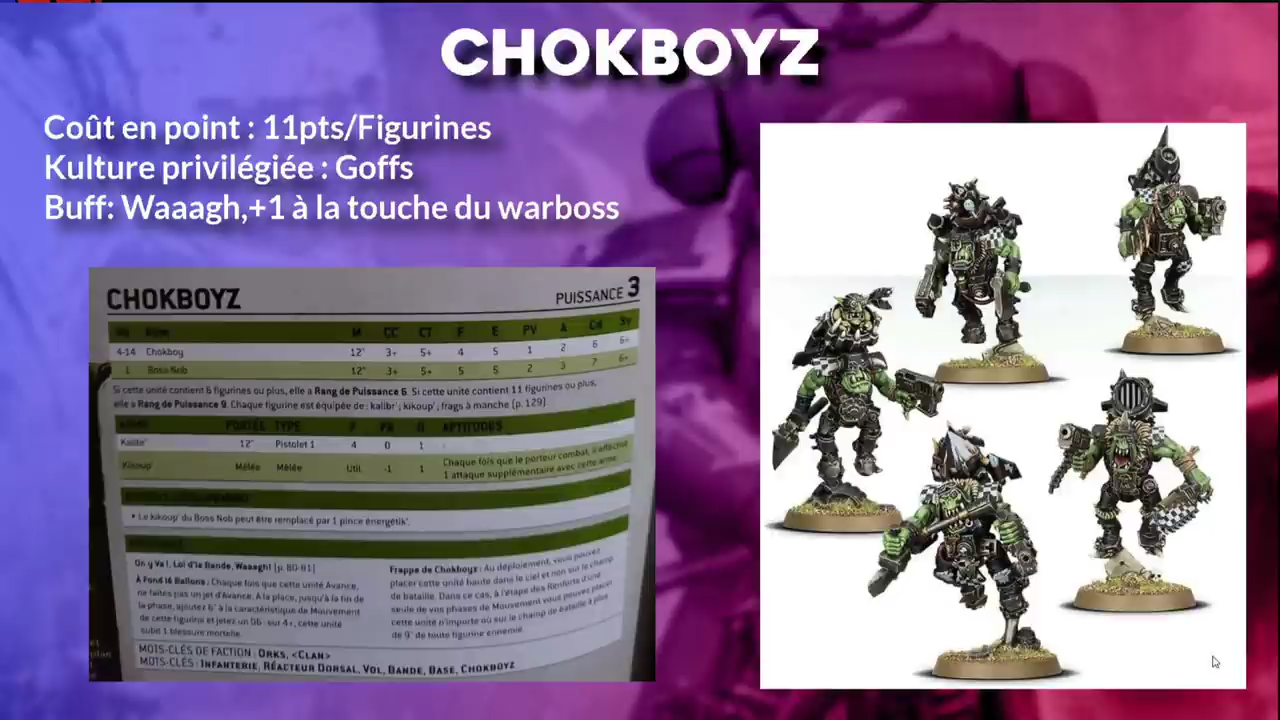 CHOKBOYZ
Coût en point : 11pts/Figurines
Kulture privilégiée : Goffs
Buff: Waaagh,+1 à la touche du warboss
CHOKBOYZ PUISSANCE 3
M CC CT F E PV A Cd Sv
4-14 Chokboy 12" 3+ 5+ 4 5 1 2 6 6+
1 Boss Nob 12" 3+ 5+ 5 5 2 3 7 6+
Si cette unité contient 6 figurines ou plus, elle a Rang de Puissance 6. Si cette unité contient 11 figurines ou plus,
elle a Rang de Puissance 9. Chaque figurine est équipée de : kalibr' ; kikoup' ; frags à manche (p. 129)
PORTÉE TYPE F PA D APTITUDES
Kalibr' 12" Pistolet 1 4 0 1
Kikoup' Mêlée Mêlée Util. -1 1 Chaque fois que le porteur combat, il effectue
1 attaque supplémentaire avec cette arme.
• Le kikoup' du Boss Nob peut être remplacé par 1 pince énergétik'.
On y Va !, Loi d'la Bande, Waaagh! (p. 80-81)
À Fond lé Ballons : Chaque fois que cette unité Avance,
ne faites pas un jet d'Avance. À la place, jusqu'à la fin de
la phase, ajoutez 6" à la caractéristique de Mouvement
de cette figurine et jetez un D6 : sur 4+, cette unité
subit 1 blessure mortelle.
Frappe de Chokboyz : Au déploiement, vous pouvez
placer cette unité haute dans le ciel et non sur le champ
de bataille. Dans ce cas, à l'étape des Renforts d'une
seule de vos phases de Mouvement vous pouvez placer
cette unité n'importe où sur le champ de bataille à plus
de 9" de toute figurine ennemie.
MOTS-CLÉS DE FACTION : ORKS, <CLAN>
MOTS-CLÉS : INFANTERIE, RÉACTEUR DORSAL, VOL, BANDE, BASE, CHOKBOYZ